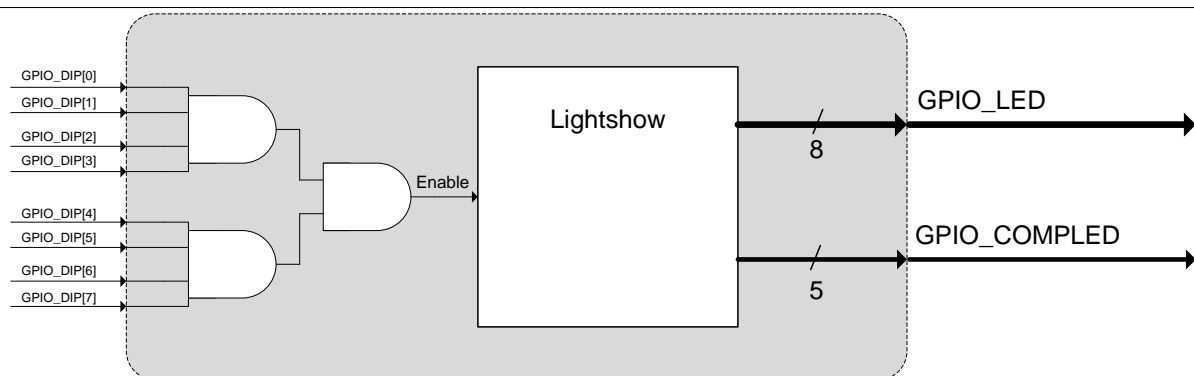 GPIO_DIP[0]
GPIO_DIP[1]
GPIO_DIP[2]
GPIO_DIP[3]
GPIO_DIP[4]
GPIO_DIP[5]
GPIO_DIP[6]
GPIO_DIP[7]
Enable
Lightshow
8
5
GPIO_LED
GPIO_COMPLED